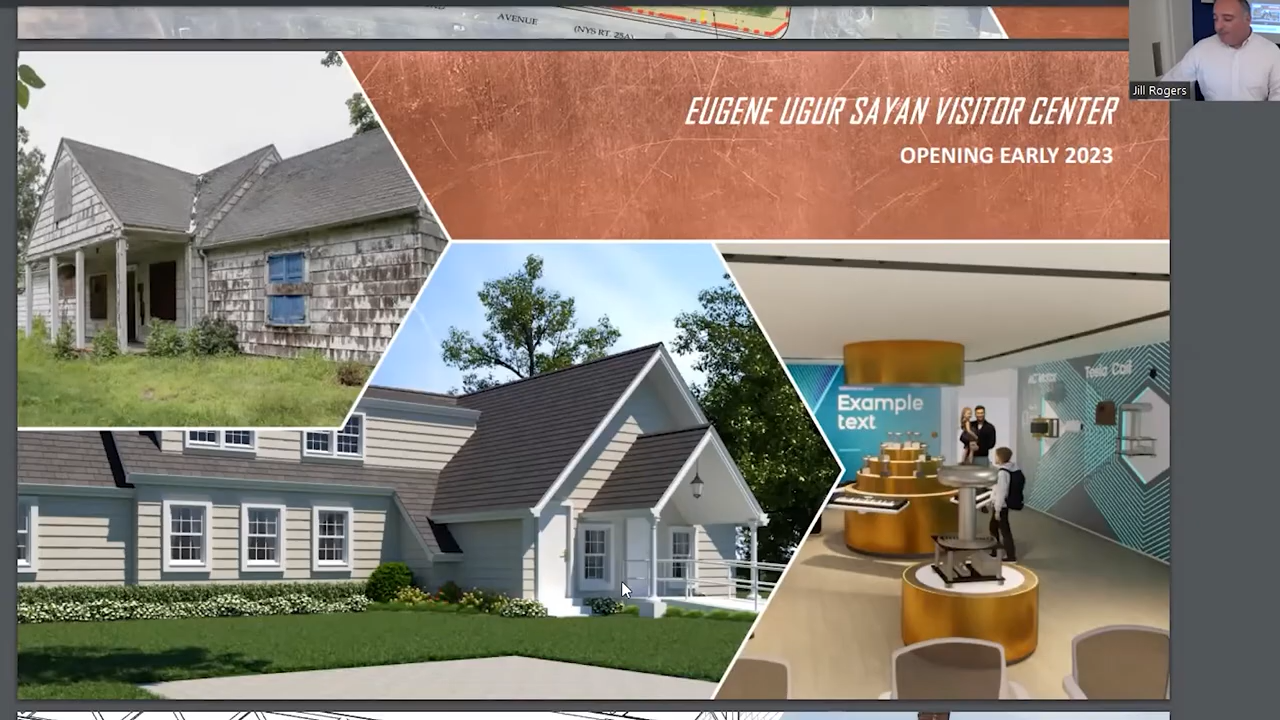 AVENUE
(NYS RT. 25A)
Jill Rogers
EUGENE UGUR SAYAN VISITOR CENTER
OPENING EARLY 2023
Example
text
Tesla Coil